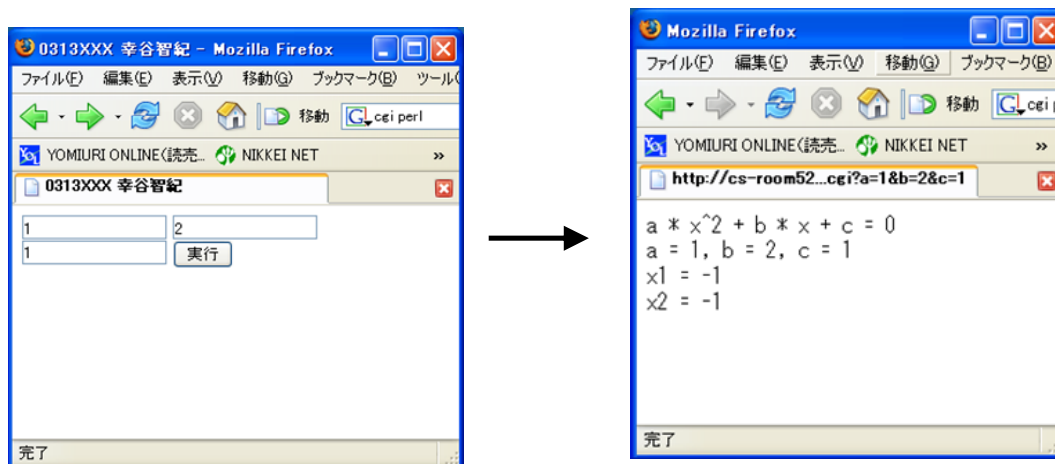 0313XXX 幸谷智紀 - Mozilla Firefox
ファイル(F) 編集(E) 表示(V) 移動(G) ブックマーク(B) ツール(
移動 cgi perl
YOMIURI ONLINE(読売... NIKKEI NET »
0313XXX 幸谷智紀
1 2
1 実行
完了
Mozilla Firefox
ファイル(F) 編集(E) 表示(V) 移動(G) ブックマーク(B)
移動 cgi
YOMIURI ONLINE(読売... NIKKEI NET »
http://cs-room52...cgi?a=1&b=2&c=1
a * x^2 + b * x + c = 0
a = 1, b = 2, c = 1
x1 = -1
x2 = -1
完了